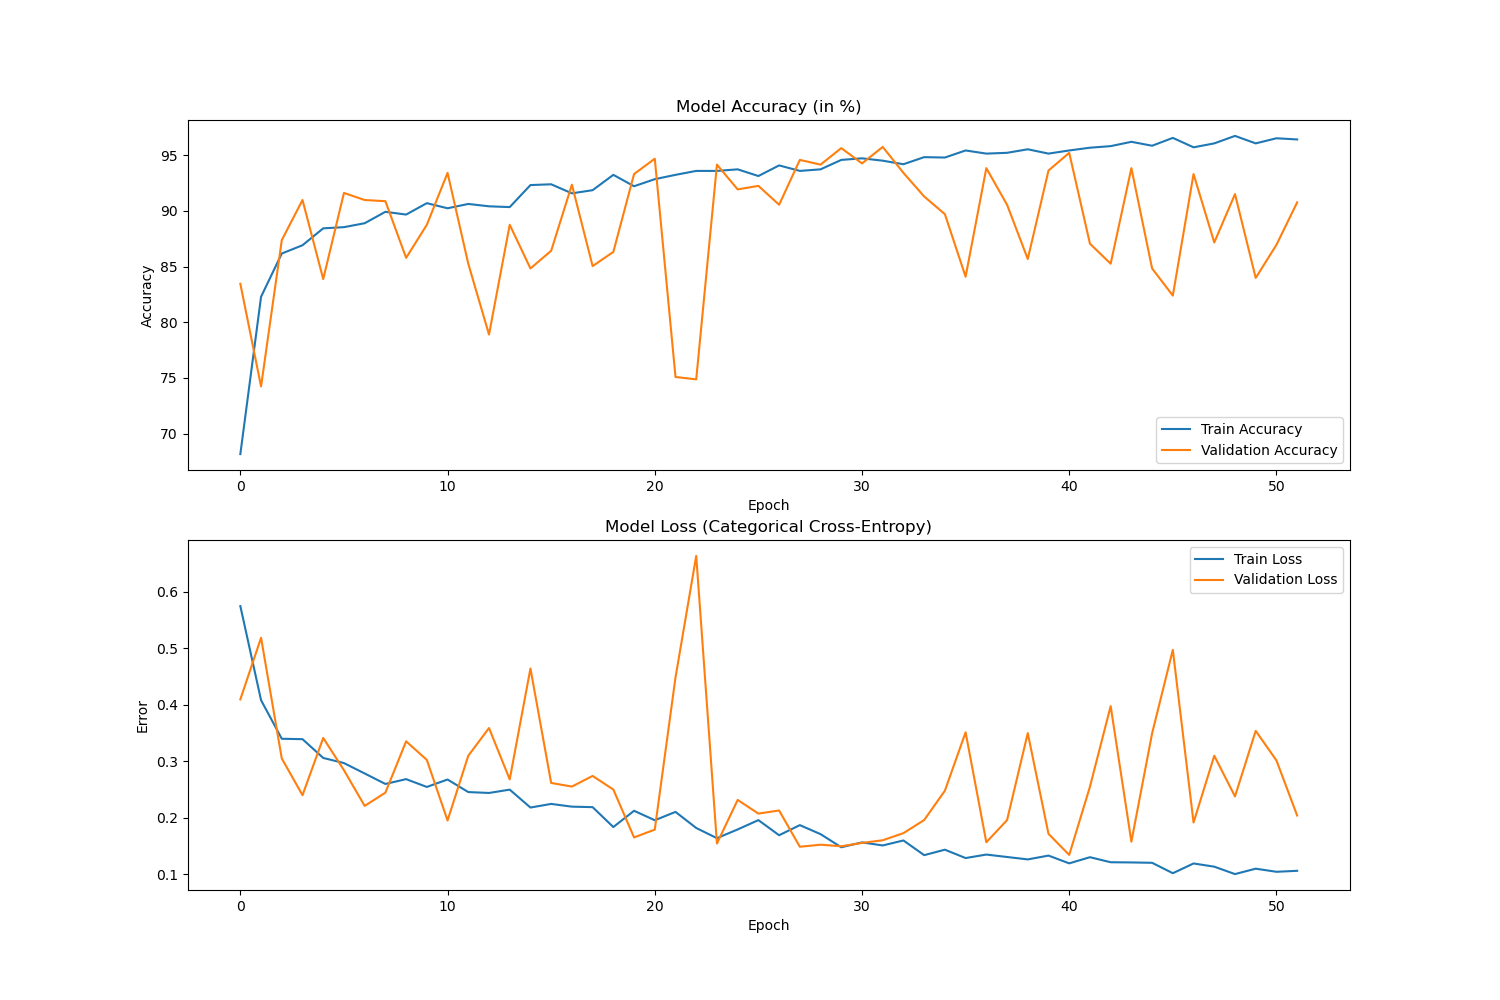 Model Accuracy (in %)
Accuracy
95
90
85
80
75
70
Train Accuracy
Validation Accuracy
0 10 20 30 40 50
Epoch
Model Loss (Categorical Cross-Entropy)
Error
0.6
0.5
0.4
0.3
0.2
0.1
Train Loss
Validation Loss
0 10 20 30 40 50
Epoch